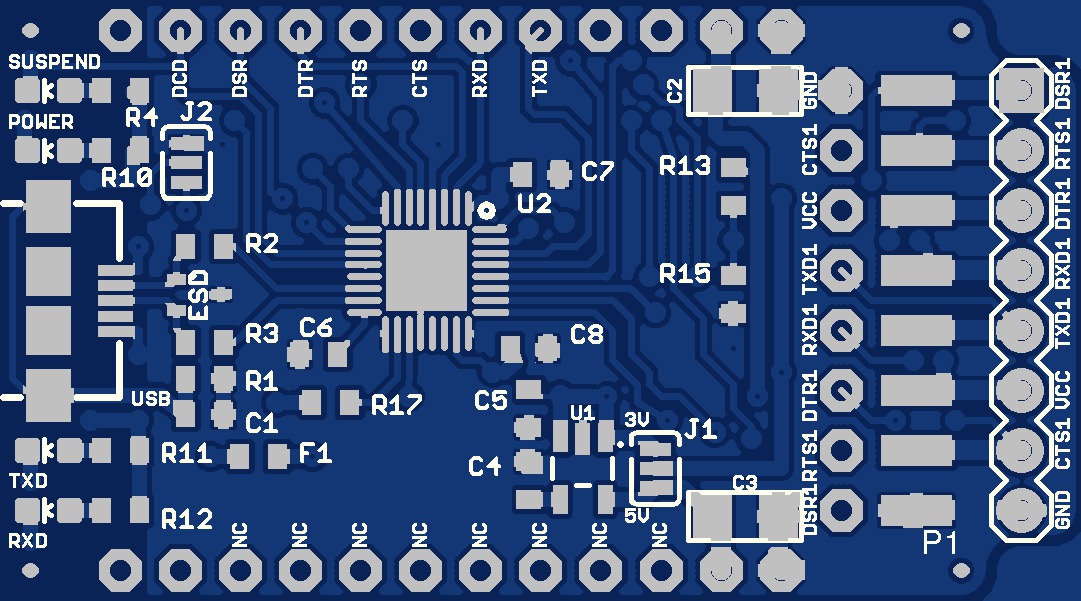 SUSPEND
POWER
DCD
DSR
DTR
RTS
CTS
RXD
TXD
C2
GND
CTS1
VCC
TXD1
RXD1
DTR1
RTS1
DSR1
DSR1
RTS1
DTR1
RXD1
TXD1
VCC
CTS1
GND
R4
J2
R10
C7
U2
R13
R2
ESD
R15
R3
C6
C8
R1
USB
C1
R17
C5
U1
3V
J1
R11
F1
C4
C3
5V
TXD
R12
RXD
NC
NC
NC
NC
NC
NC
NC
NC
P1